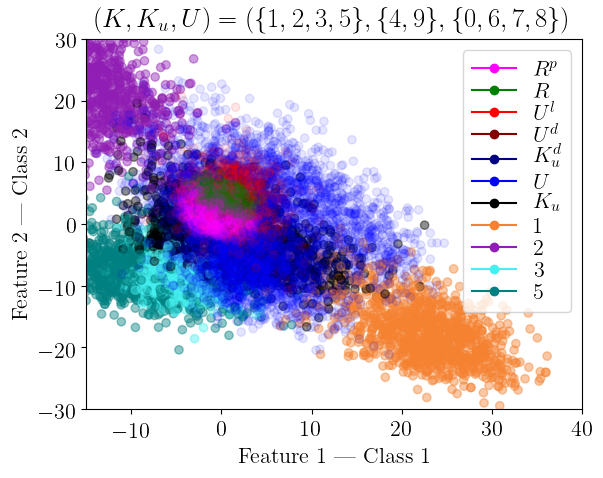 (K, K_u, U) = ({1, 2, 3, 5}, {4, 9}, {0, 6, 7, 8})
30
20
10
0
−10
−20
−30
Feature 2 — Class 2
R^p
R
U^l
U^d
K_u^d
U
K_u
1
2
3
5
−10
0
10
20
30
40
Feature 1 — Class 1